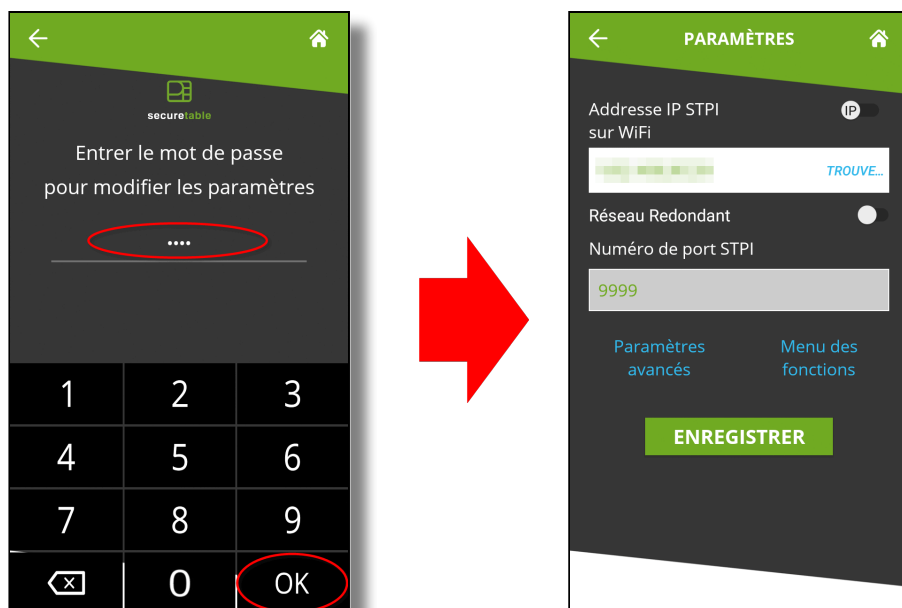 securetable
Entrer le mot de passe
pour modifier les paramètres
••••
1 2 3
4 5 6
7 8 9
0 OK
PARAMÈTRES
Addresse IP STPI
sur WiFi
IP
TROUVE...
Réseau Redondant
Numéro de port STPI
9999
Paramètres
avancés
Menu des
fonctions
ENREGISTRER